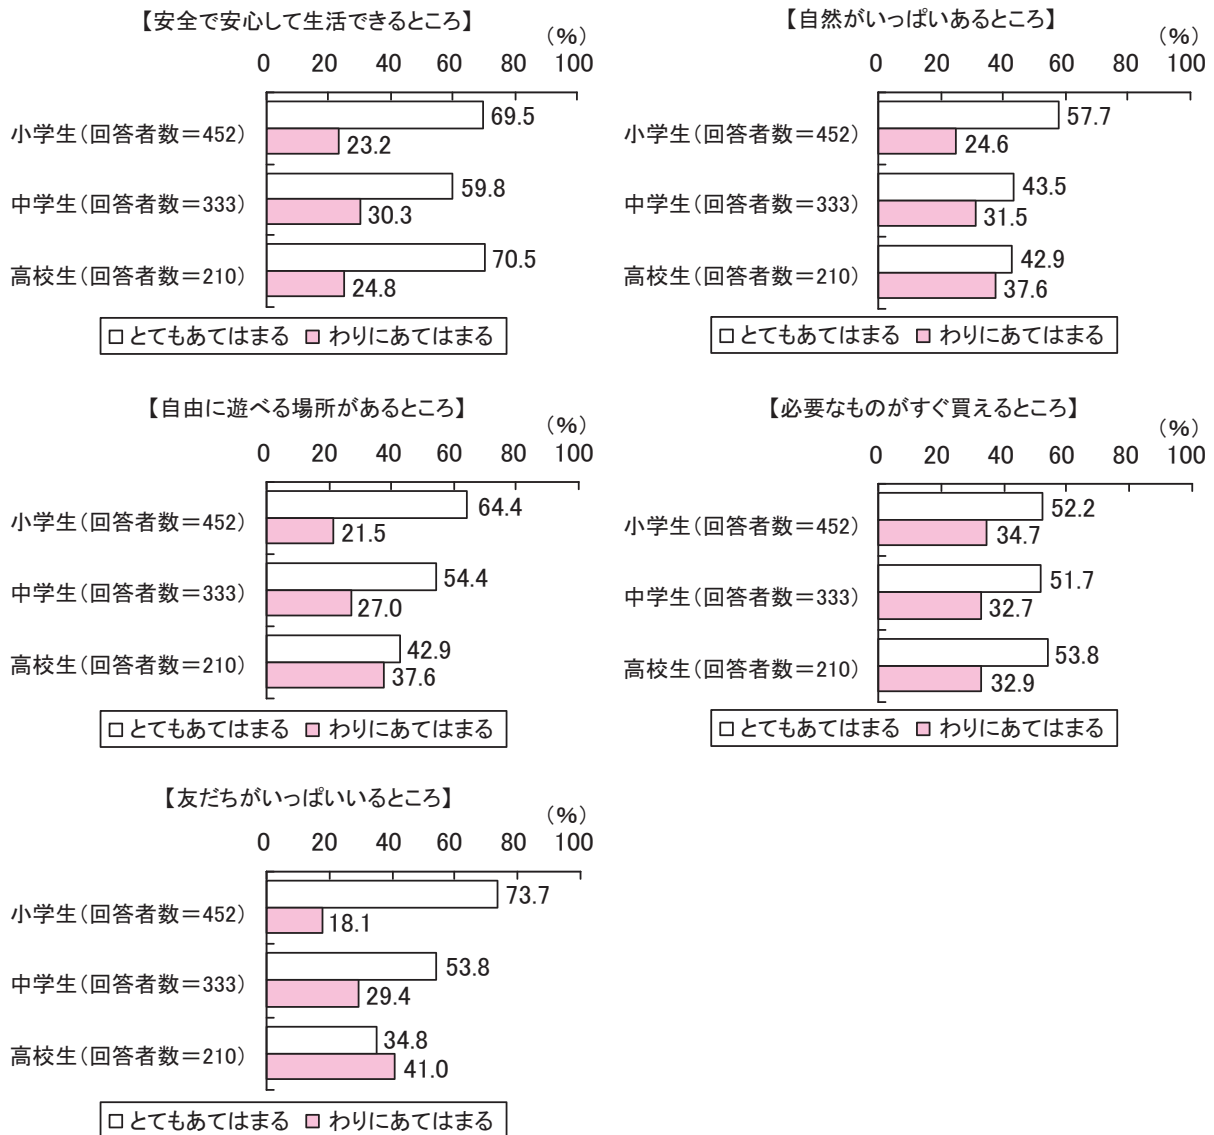 【安全で安心して生活できるところ】
(%)
0 20 40 60 80 100
小学生(回答者数=452)
69.5
23.2
中学生(回答者数=333)
59.8
30.3
高校生(回答者数=210)
70.5
24.8
とてもあてはまる わりにあてはまる
【自然がいっぱいあるところ】
(%)
0 20 40 60 80 100
小学生(回答者数=452)
57.7
24.6
中学生(回答者数=333)
43.5
31.5
高校生(回答者数=210)
42.9
37.6
とてもあてはまる わりにあてはまる
【自由に遊べる場所があるところ】
(%)
0 20 40 60 80 100
小学生(回答者数=452)
64.4
21.5
中学生(回答者数=333)
54.4
27.0
高校生(回答者数=210)
42.9
37.6
とてもあてはまる わりにあてはまる
【必要なものがすぐ買えるところ】
(%)
0 20 40 60 80 100
小学生(回答者数=452)
52.2
34.7
中学生(回答者数=333)
51.7
32.7
高校生(回答者数=210)
53.8
32.9
とてもあてはまる わりにあてはまる
【友だちがいっぱいいるところ】
(%)
0 20 40 60 80 100
小学生(回答者数=452)
73.7
18.1
中学生(回答者数=333)
53.8
29.4
高校生(回答者数=210)
34.8
41.0
とてもあてはまる わりにあてはまる